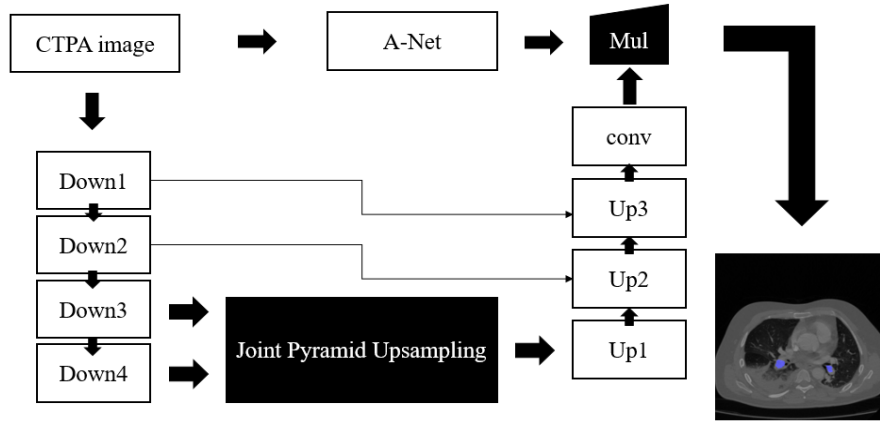 CTPA image
A-Net
Mul
conv
Down1
Up3
Down2
Up2
Down3
Joint Pyramid Upsampling
Up1
Down4